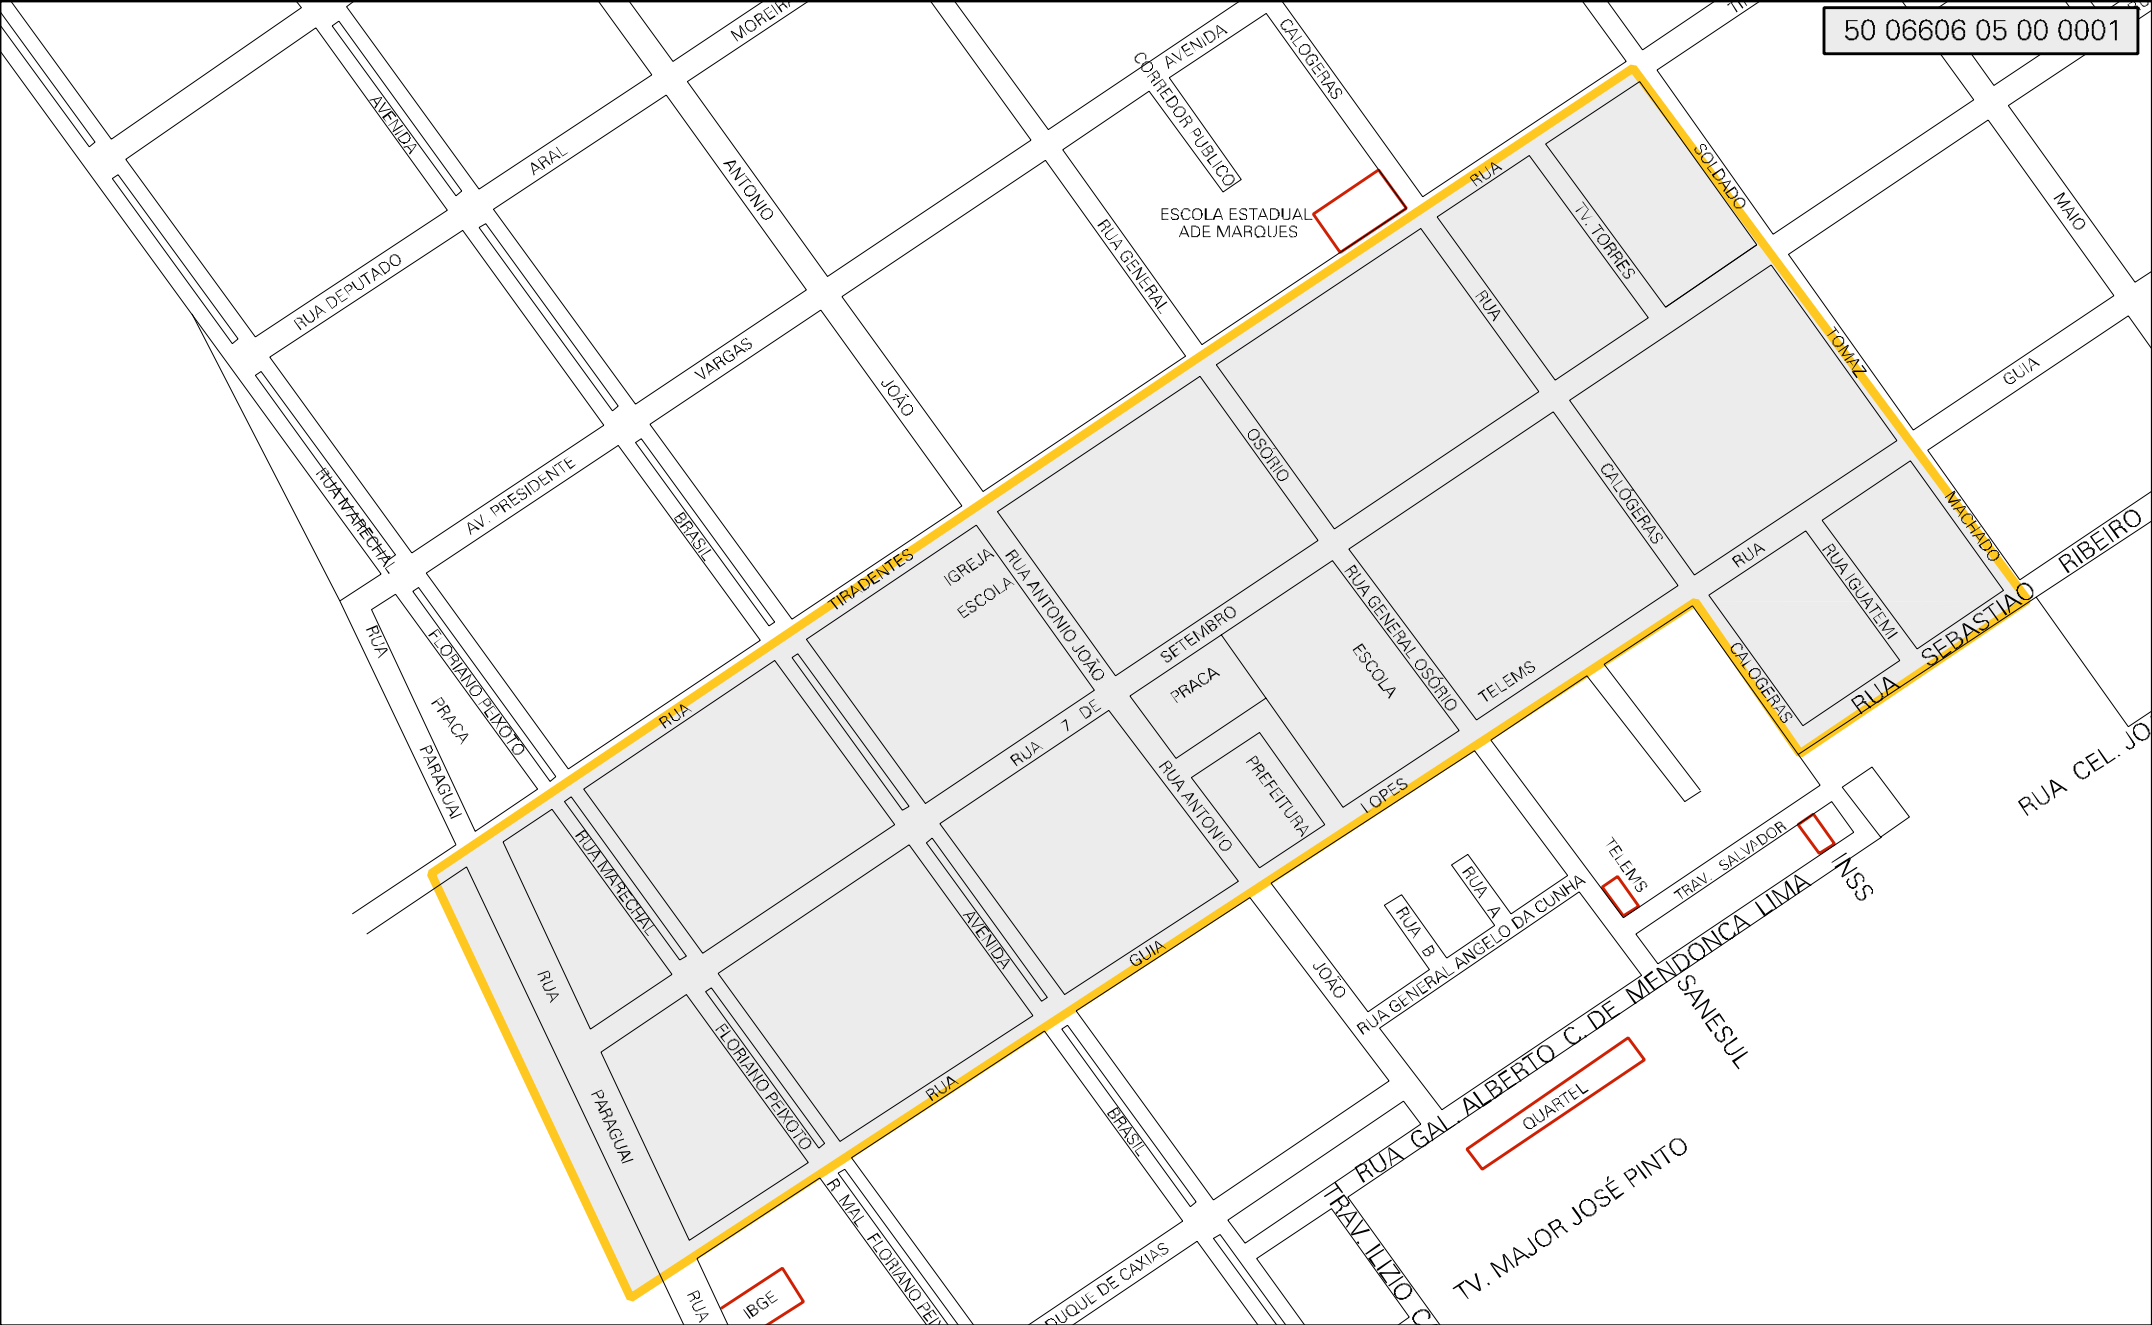 50 06606 05 00 0001
MOREIRA
AVENIDA
CALOGERAS
CORREDOR PUBLICO
AVENIDA
ARAL
ANTONIO
RUA
SOLDADO
MAIO
ESCOLA ESTADUAL
ADE MARQUES
RUA GENERAL
TV. TORRES
RUA DEPUTADO
RUA
VARGAS
TOMAZ
GUIA
JOÃO
OSORIO
RUA MARECHAL
AV. PRESIDENTE
BRASIL
CALOGERAS
MACHADO
RIBEIRO
TIRADENTES
IGREJA
ESCOLA
RUA ANTONIO JOÃO
RUA
RUA IGUATEMI
RUA GENERAL OSÓRIO
SEBASTIAO
RUA
FLORIANO PEIXOTO
SETEMBRO
ESCOLA
PRACA
TELEMS
CALOGERAS
RUA
PRACA
RUA
RUA 7 DE
PARAGUAI
RUA ANTONIO
PREFEITURA
LOPES
RUA CEL. JO
RUA MARECHAL
TELEMS
TRAV. SALVADOR
INSS
AVENIDA
GUIA
RUA A
RUA B
RUA GENERAL ANGELO DA CUNHA
JOÃO
RUA
SANESUL
RUA GAL. ALBERTO C. DE MENDONCA LIMA
FLORIANO PEIXOTO
RUA
PARAGUAI
BRASIL
QUARTEL
TV. MAJOR JOSÉ PINTO
TRAV. ILIZIO C
R MAL FLORIANO PEIX
DUQUE DE CAXIAS
RUA
IBGE